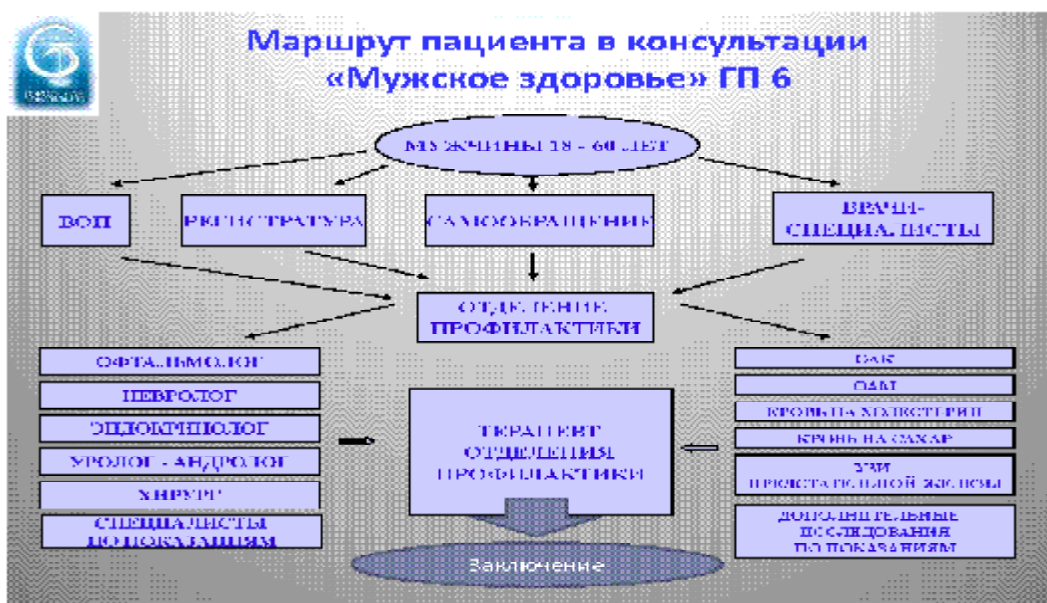 Маршрут пациента в консультации
«Мужское здоровье» ГП 6
МУЖЧИНЫ 18 - 60 ЛЕТ
ВОП
РЕГИСТРАТУРА
САМООБРАЩЕНИЕ
ВРАЧИ-
СПЕЦИАЛИСТЫ
ОТДЕЛЕНИЕ
ПРОФИЛАКТИКИ
ОФТАЛЬМОЛОГ
НЕВРОЛОГ
ЭНДОКРИНОЛОГ
УРОЛОГ - АНДРОЛОГ
ХИРУРГ
СПЕЦИАЛИСТЫ
ПО ПОКАЗАНИЯМ
ТЕРАПЕВТ
ОТДЕЛЕНИЯ
ПРОФИЛАКТИКИ
Заключение
ОАК
ОАМ
КРОВЬ НА ХОЛЕСТЕРИН
КРОВЬ НА САХАР
УЗИ
ПРЕДСТАТЕЛЬНОЙ ЖЕЛЕЗЫ
ДОПОЛНИТЕЛЬНЫЕ
ИССЛЕДОВАНИЯ
ПО ПОКАЗАНИЯМ